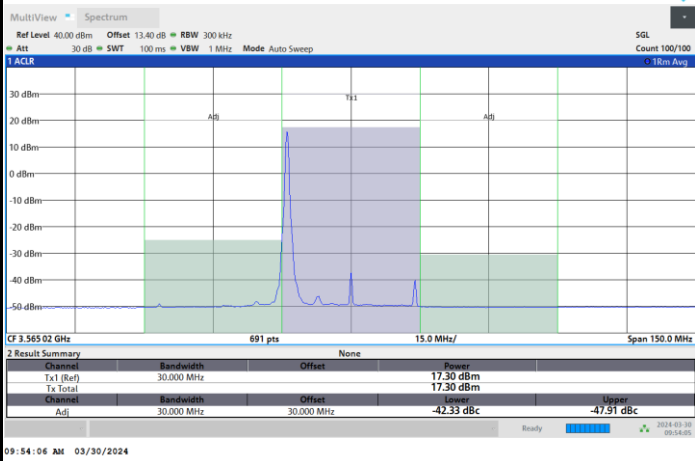 MultiView Spectrum
Ref Level 40.00 dBm Offset 13.40 dB RBW 300 kHz SGL
Att 30 dB SWT 100 ms VBW 1 MHz Mode Auto Sweep Count 100/100
1 ACLR 1Rm Avg
30 dBm
Tx1
20 dBm
Adj Adj
10 dBm
0 dBm
-10 dBm
-20 dBm
-30 dBm
-40 dBm
-50 dBm
CF 3.565 02 GHz 691 pts 15.0 MHz/ Span 150.0 MHz
2 Result Summary None
Channel Bandwidth Offset Power
Tx1 (Ref) 30.000 MHz 17.30 dBm
Tx Total 17.30 dBm
Channel Bandwidth Offset Lower Upper
Adj 30.000 MHz 30.000 MHz -42.33 dBc -47.91 dBc
Ready 2024-03-30
09:54:05
09:54:06 AM 03/30/2024